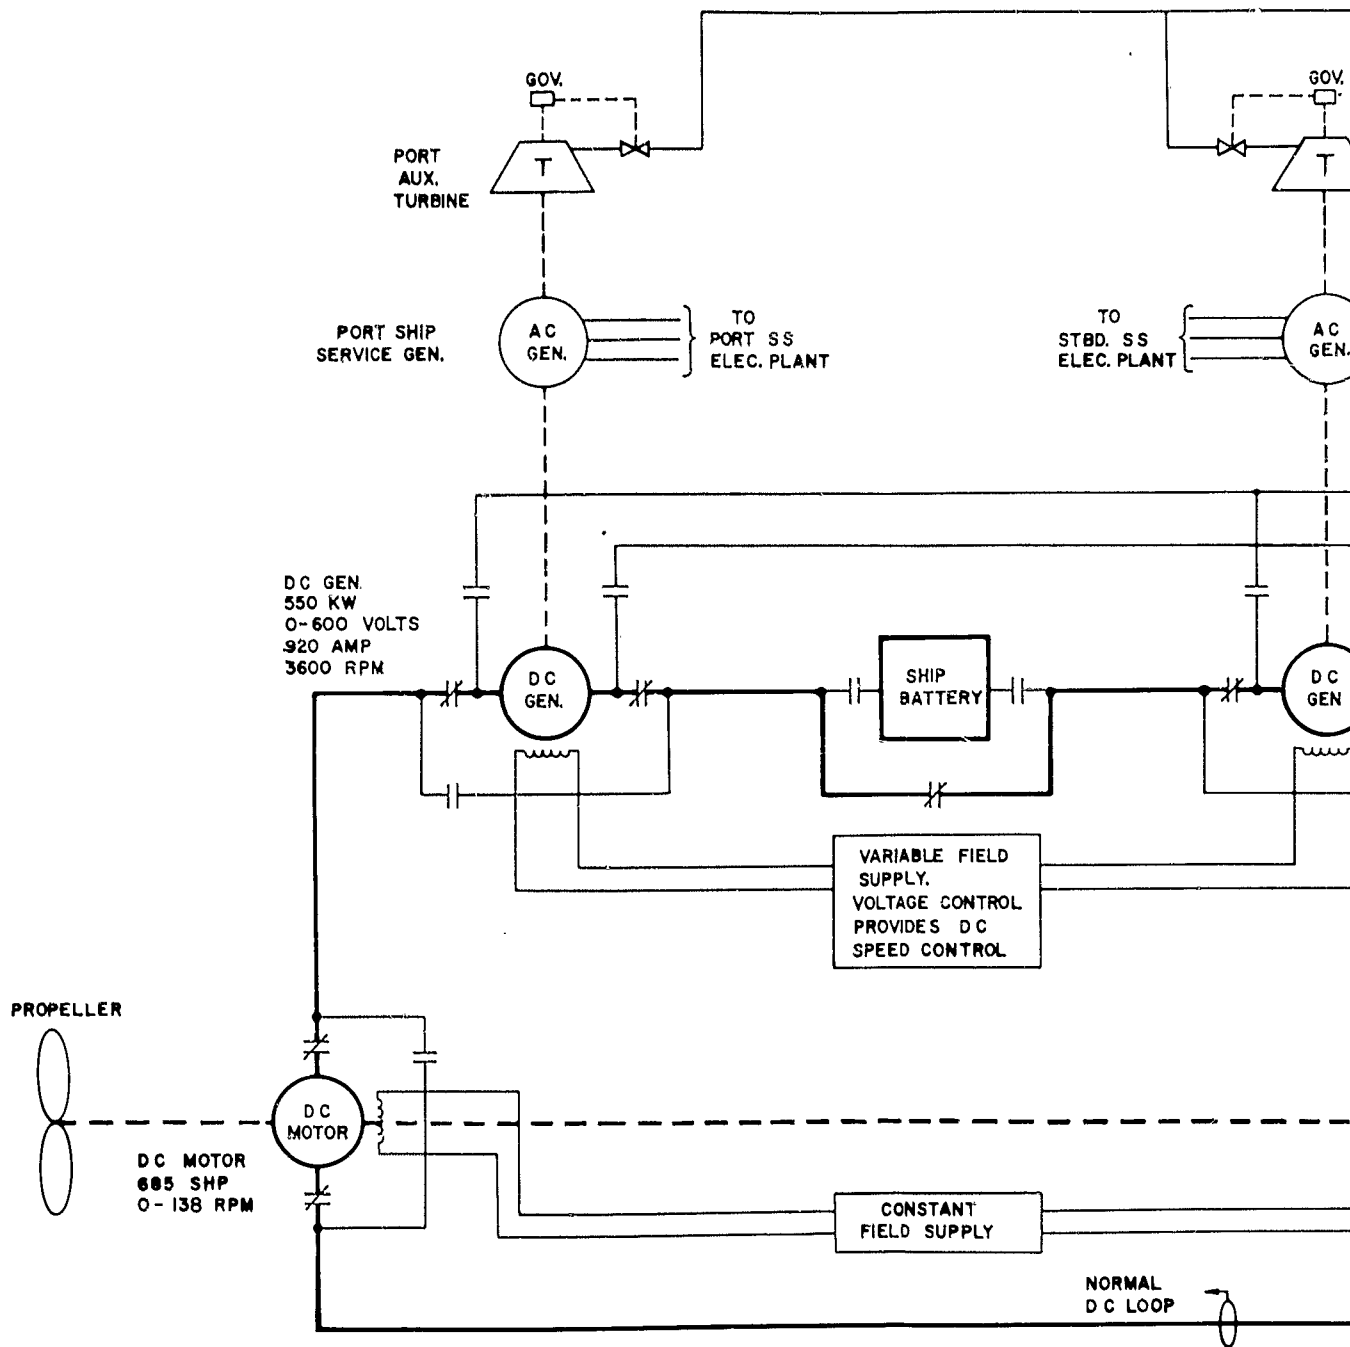 GOV.
GOV.
T
T
PORT
AUX.
TURBINE
PORT SHIP
SERVICE GEN.
AC
GEN.
TO
PORT SS
ELEC. PLANT
TO
STBD. SS
ELEC. PLANT
AC
GEN.
DC GEN.
550 KW
0-600 VOLTS
920 AMP
3600 RPM
DC
GEN.
SHIP
BATTERY
DC
GEN
VARIABLE FIELD
SUPPLY.
VOLTAGE CONTROL
PROVIDES DC
SPEED CONTROL
PROPELLER
DC
MOTOR
DC MOTOR
685 SHP
0-138 RPM
CONSTANT
FIELD SUPPLY
NORMAL
DC LOOP